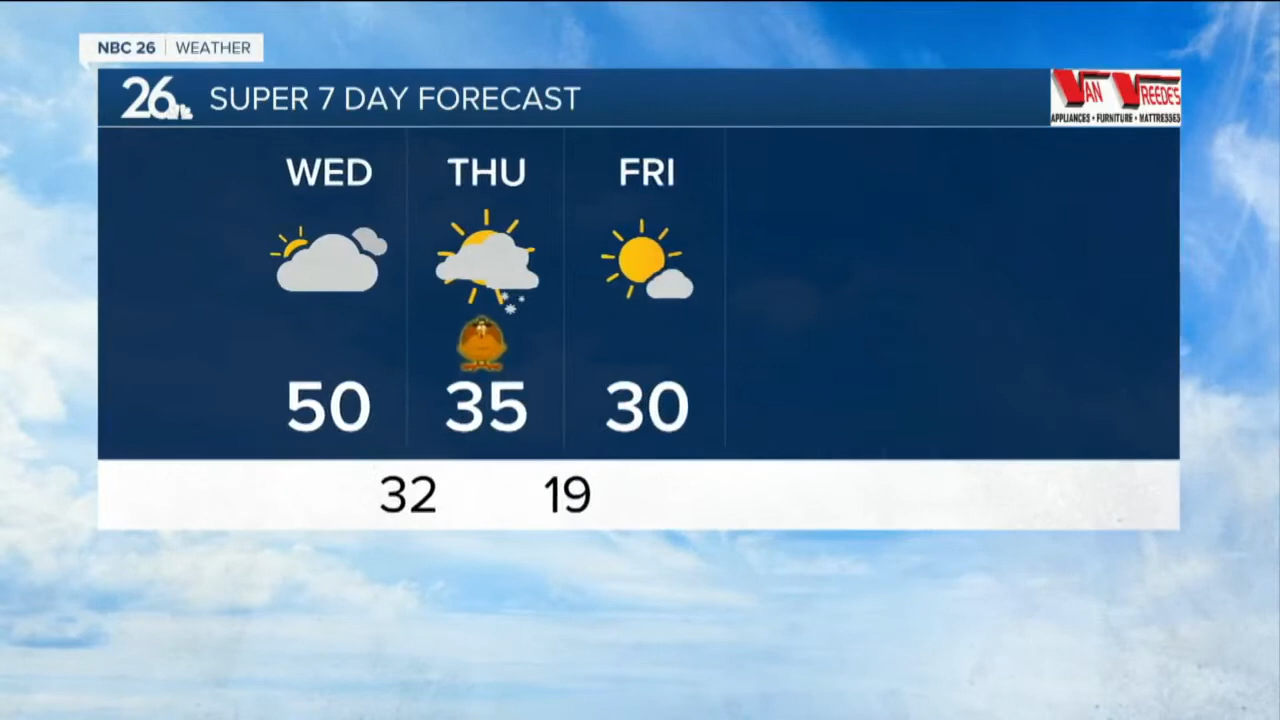 NBC 26 | WEATHER
26 SUPER 7 DAY FORECAST
VAN VREEDE'S
APPLIANCES • FURNITURE • MATTRESSES
WED THU FRI
50 35 30
32 19